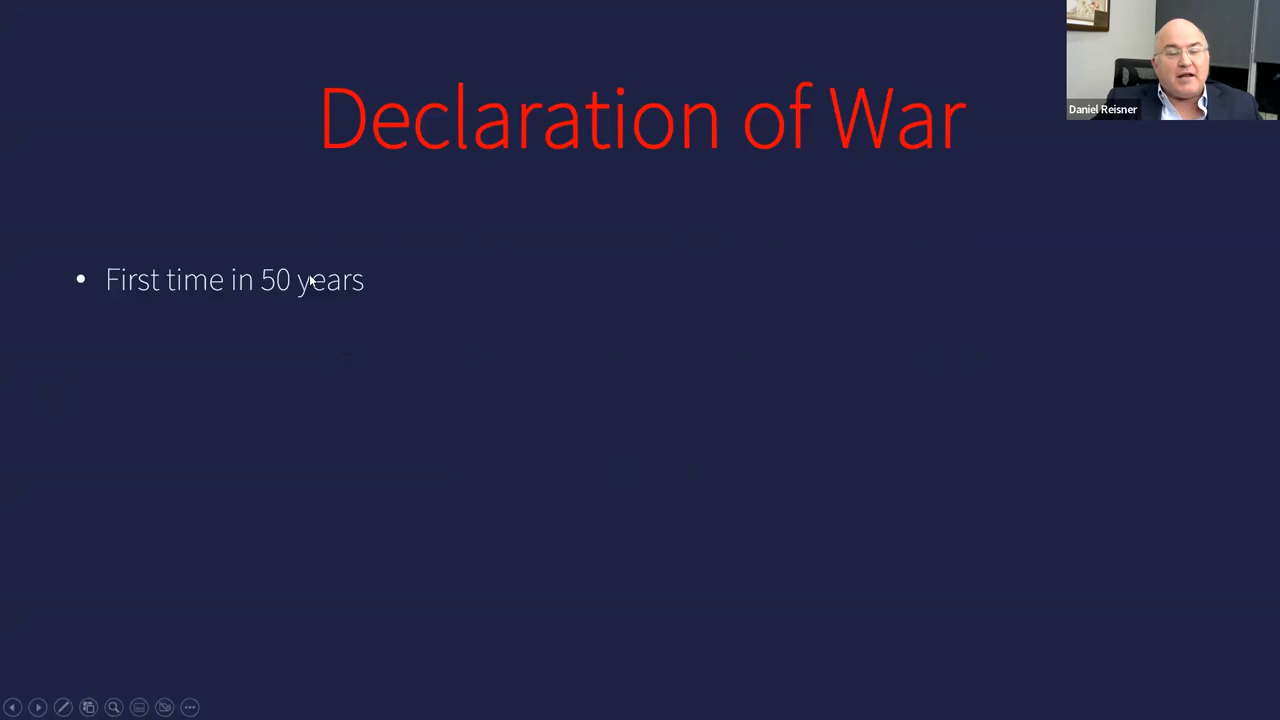 Declaration of War
Daniel Reisner
• First time in 50 years